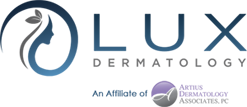 LUX
DERMATOLOGY
An Affiliate of
ARTIUS
DERMATOLOGY
ASSOCIATES, PC